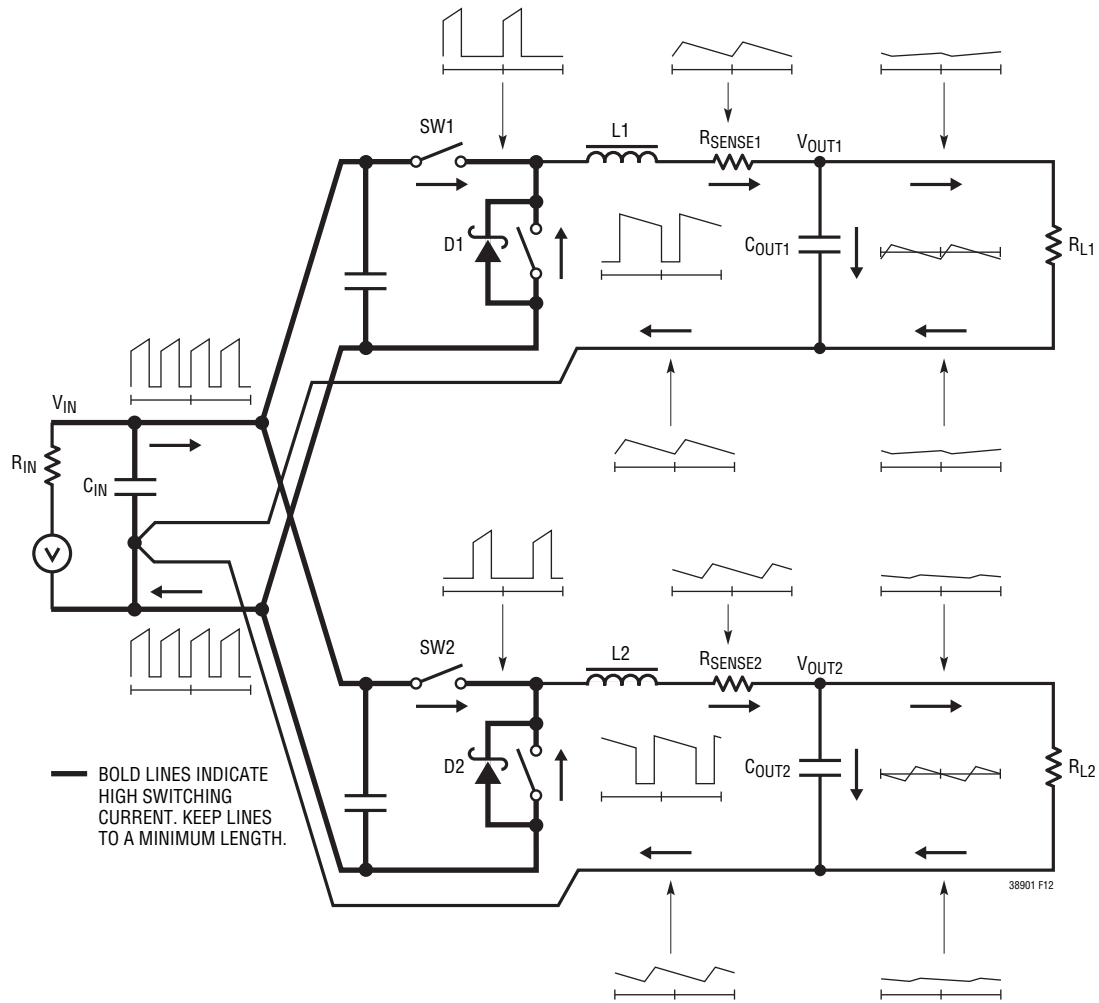 SW1
L1
RSENSE1
VOUT1
D1
COUT1
RL1
VIN
RIN
CIN
V
SW2
L2
RSENSE2
VOUT2
D2
COUT2
RL2
BOLD LINES INDICATE
HIGH SWITCHING
CURRENT. KEEP LINES
TO A MINIMUM LENGTH.
38901 F12